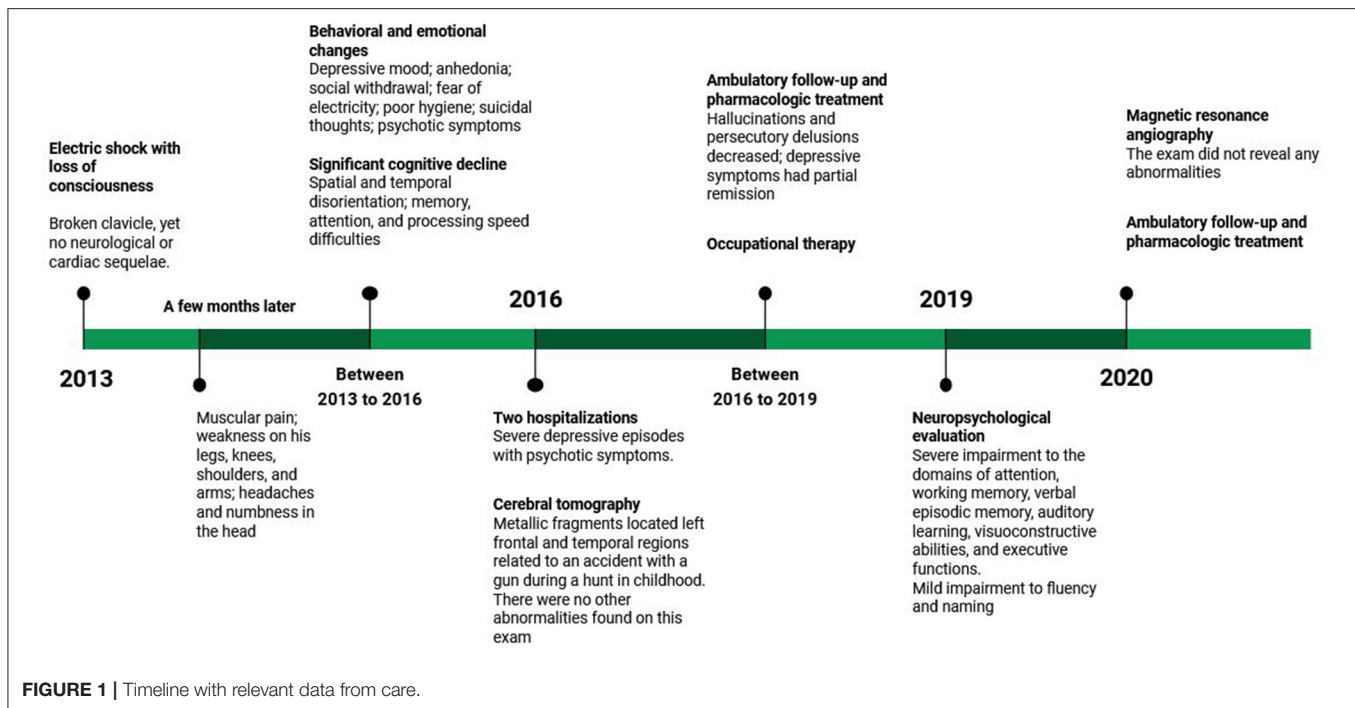 Electric shock with
loss of
consciousness
Broken clavicle, yet
no neurological or
cardiac sequelae.
2013
A few months later
Muscular pain;
weakness on his
legs, knees,
shoulders, and
arms; headaches
and numbness in
the head
Behavioral and emotional
changes
Depressive mood; anhedonia;
social withdrawal; fear of
electricity; poor hygiene; suicidal
thoughts; psychotic symptoms
Significant cognitive decline
Spatial and temporal
disorientation; memory,
attention, and processing speed
difficulties
Between
2013 to 2016
2016
Two hospitalizations
Severe depressive episodes
with psychotic symptoms.
Cerebral tomography
Metallic fragments located left
frontal and temporal regions
related to an accident with a
gun during a hunt in childhood.
There were no other
abnormalities found on this
exam
Ambulatory follow-up and
pharmacologic treatment
Hallucinations and
persecutory delusions
decreased; depressive
symptoms had partial
remission
Occupational therapy
Between
2016 to 2019
2019
Neuropsychological
evaluation
Severe impairment to the
domains of attention,
working memory, verbal
episodic memory, auditory
learning, visuoconstructive
abilities, and executive
functions.
Mild impairment to fluency
and naming
Magnetic resonance
angiography
The exam did not reveal any
abnormalities
Ambulatory follow-up and
pharmacologic treatment
2020
FIGURE 1 | Timeline with relevant data from care.